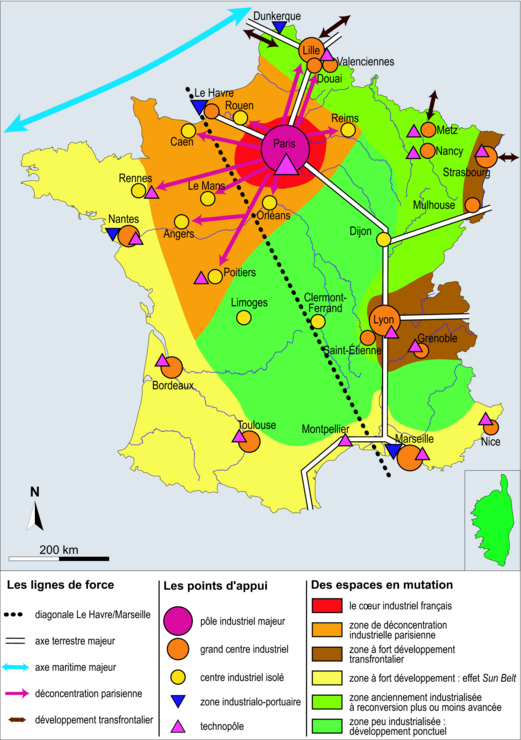 Dunkerque
Lille
Valenciennes
Douai
Le Havre
Rouen
Reims
Caen
Paris
Metz
Nancy
Strasbourg
Rennes
Le Mans
Orléans
Mulhouse
Nantes
Angers
Dijon
Poitiers
Limoges
Clermont-
Ferrand
Lyon
Saint-Étienne
Grenoble
Bordeaux
Toulouse
Montpellier
Marseille
Nice
N
200 km
Les lignes de force
diagonale Le Havre/Marseille
axe terrestre majeur
axe maritime majeur
déconcentration parisienne
développement transfrontalier
Les points d'appui
pôle industriel majeur
grand centre industriel
centre industriel isolé
zone industrialo-portuaire
technopôle
Des espaces en mutation
le cœur industriel français
zone de déconcentration
industrielle parisienne
zone à fort développement
transfrontalier
zone à fort développement : effet Sun Belt
zone anciennement industrialisée
à reconversion plus ou moins avancée
zone peu industrialisée :
développement ponctuel